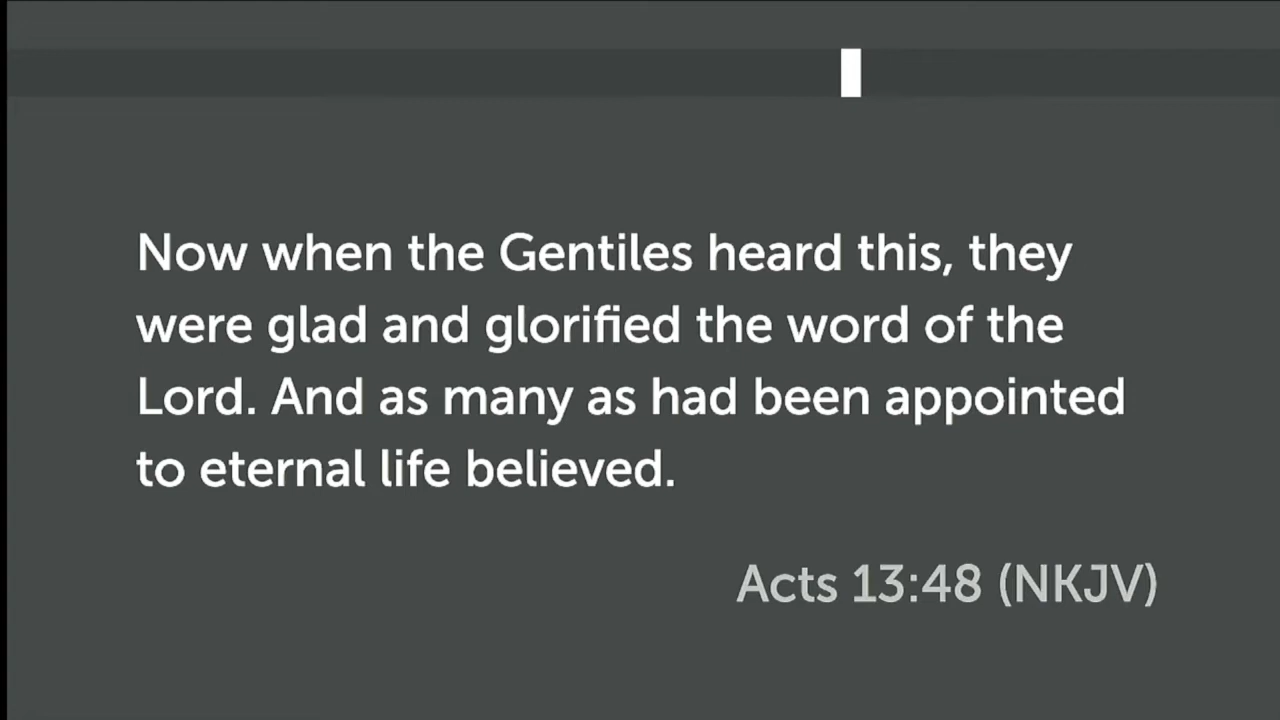 Now when the Gentiles heard this, they
were glad and glorified the word of the
Lord. And as many as had been appointed
to eternal life believed.
Acts 13:48 (NKJV)